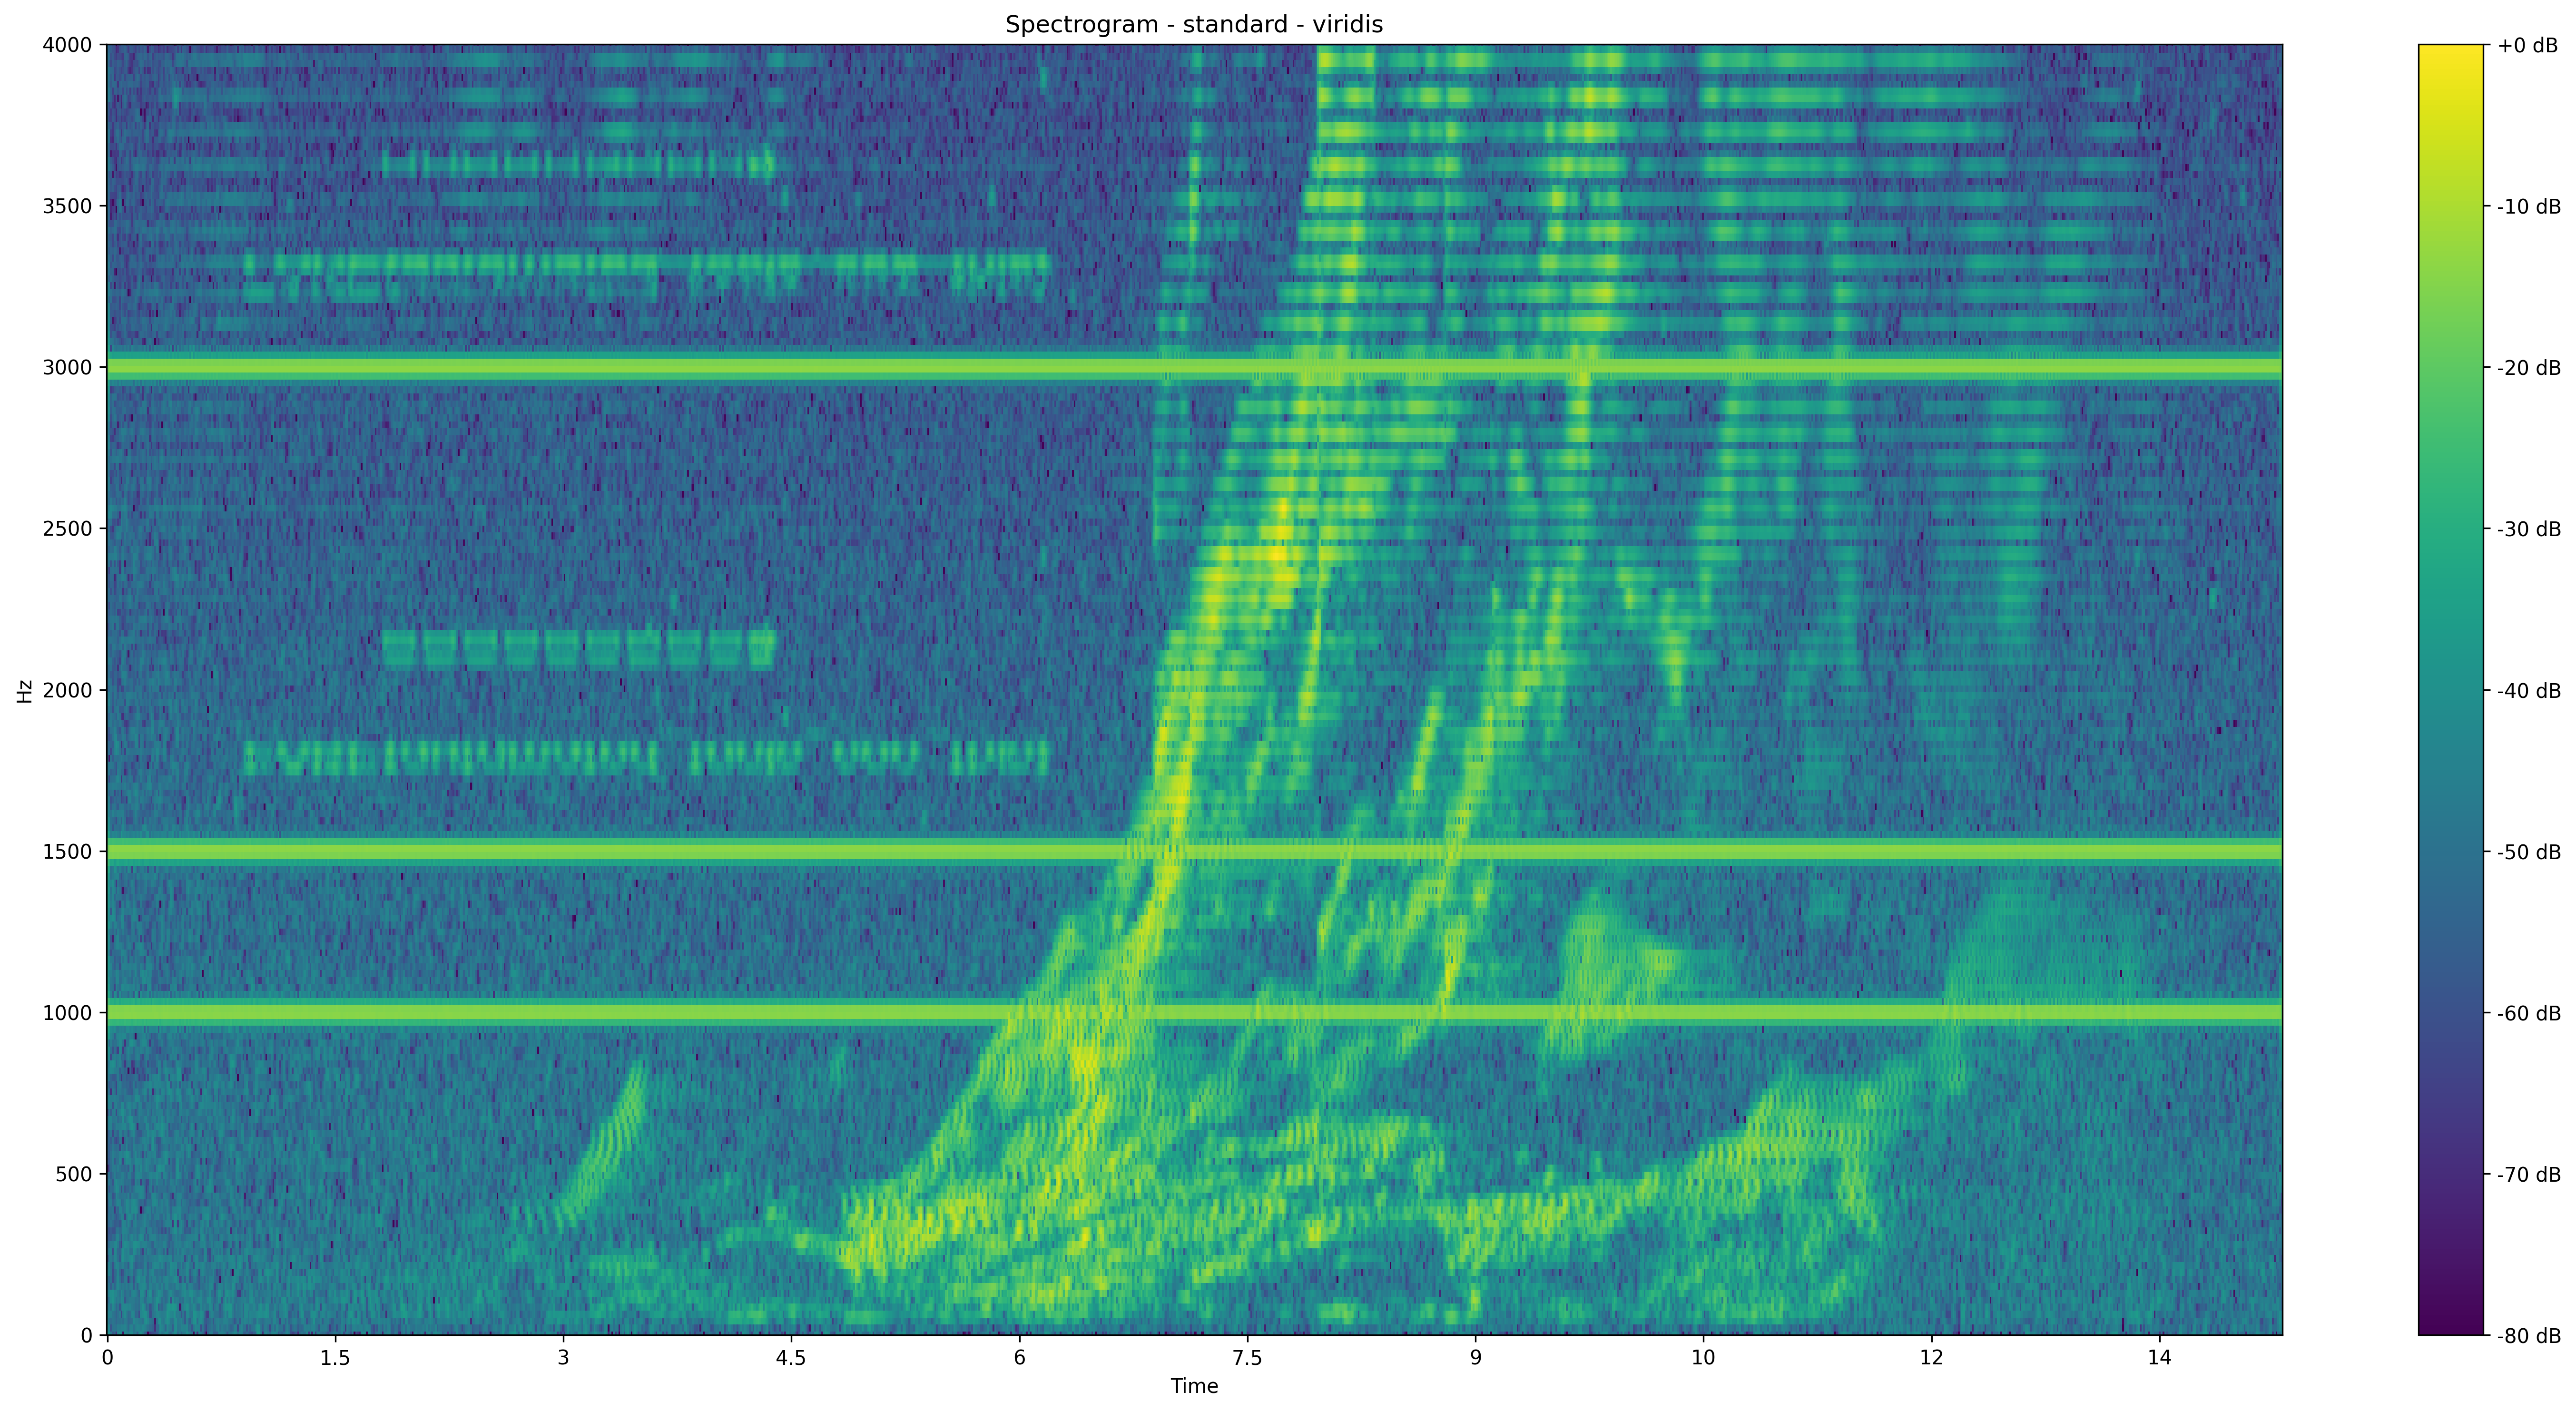 Spectrogram - standard - viridis
4000
3500
3000
2500
2000
1500
1000
500
0
Hz
0 1.5 3 4.5 6 7.5 9 10 12 14
Time
+0 dB
-10 dB
-20 dB
-30 dB
-40 dB
-50 dB
-60 dB
-70 dB
-80 dB